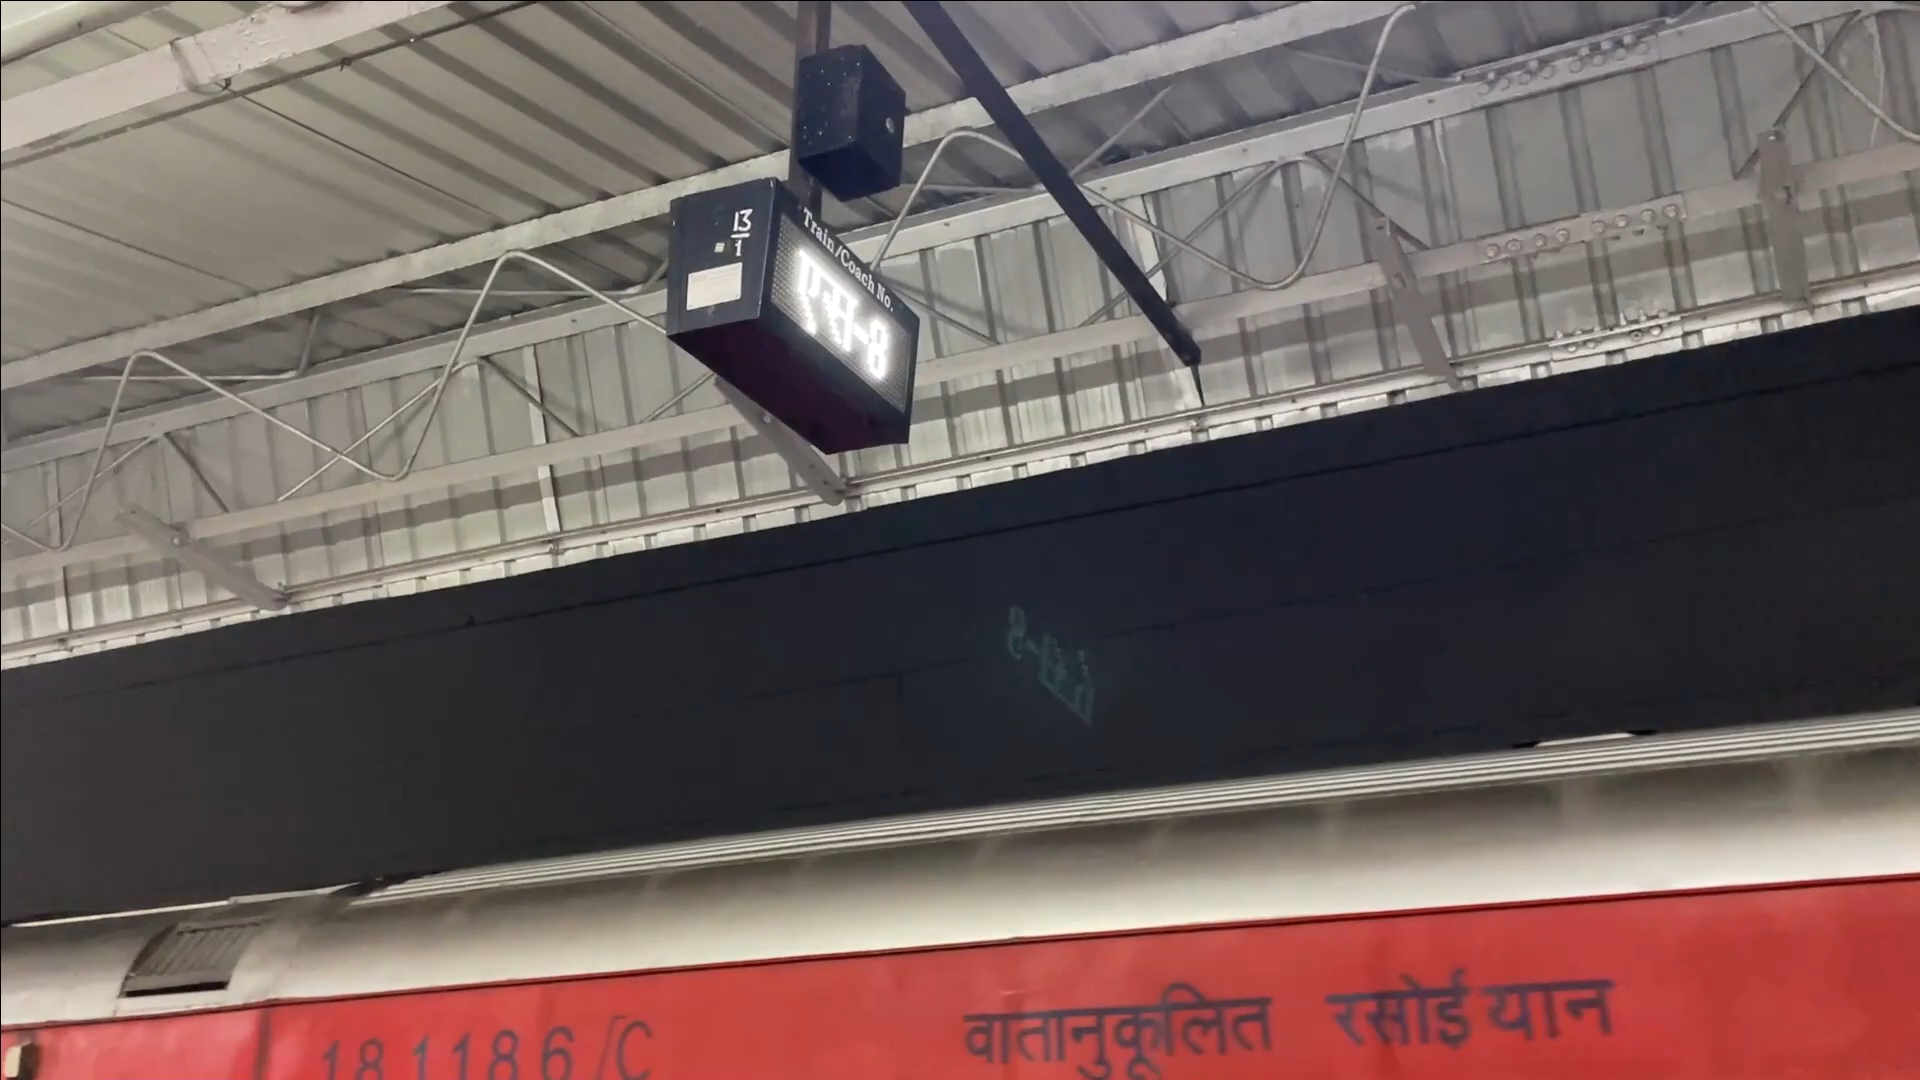 13
1
Train/Coach No.
एस-8
181186/C
वातानुकूलित रसोई यान